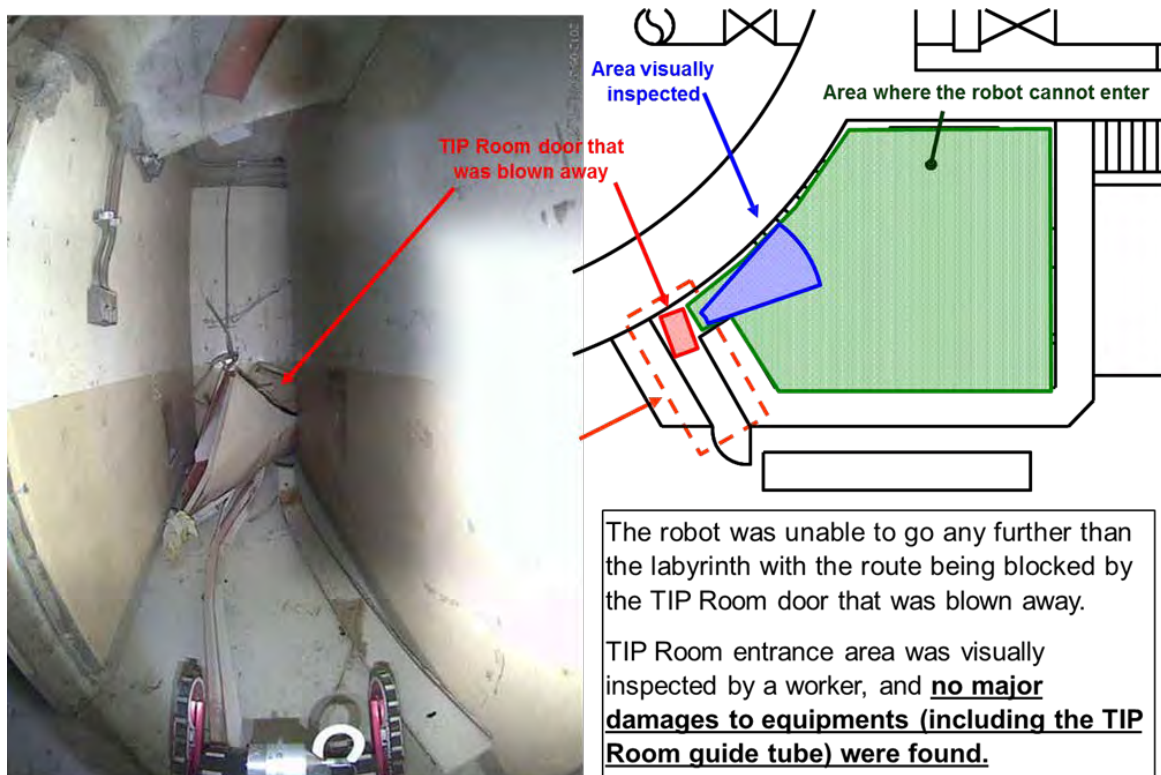 Area visually
inspected
Area where the robot cannot enter
TIP Room door that
was blown away
The robot was unable to go any further than
the labyrinth with the route being blocked by
the TIP Room door that was blown away.
TIP Room entrance area was visually
inspected by a worker, and no major
damages to equipments (including the TIP
Room guide tube) were found.